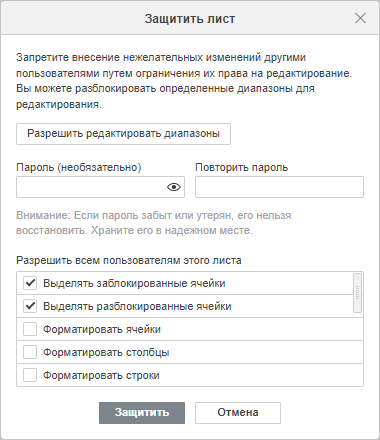 Защитить лист
Запретите внесение нежелательных изменений другими
пользователями путем ограничения их права на редактирование.
Вы можете разблокировать определенные диапазоны для
редактирования.
Разрешить редактировать диапазоны
Пароль (необязательно) Повторить пароль
Внимание: Если пароль забыт или утерян, его нельзя
восстановить. Храните его в надежном месте.
Разрешить всем пользователям этого листа
Выделять заблокированные ячейки
Выделять разблокированные ячейки
Форматировать ячейки
Форматировать столбцы
Форматировать строки
Защитить Отмена